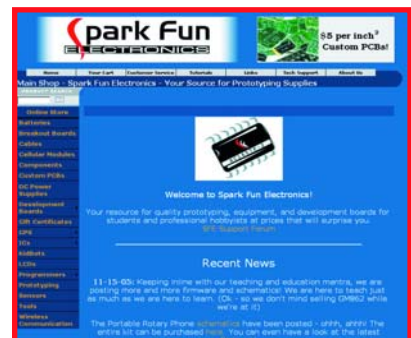 Spark Fun
ELECTRONICS
$5 per inch²
Custom PCBs!
Home Your Cart Customer Service Tutorials Links Tech Support About Us
Main Shop - Spark Fun Electronics - Your Source for Prototyping Supplies
PRODUCT SEARCH
Online Store
Batteries
Breakout Boards
Cables
Cellular Modules
Components
Custom PCBs
DC Power
Supplies
Development
Boards
Gift Certificates
GPS
ICs
KidBots
LCDs
Programmers
Prototyping
Sensors
Tools
Wireless
Communication
Welcome to Spark Fun Electronics!
Your resource for quality prototyping, equipment, and development boards for
students and professional hobbyists at prices that will surprise you.
SFE Support Forum
Recent News
11-15-05: Keeping inline with our teaching and education mantra, we are
posting more and more firmware and schematics! We are here to teach just
as much as we are here to learn. (Ok - so we don't mind selling GM862 while
we're at it)
The Portable Rotary Phone schematics have been posted - ohhh, ahhh! The
entire kit can be purchased here. You can even have a look at the latest